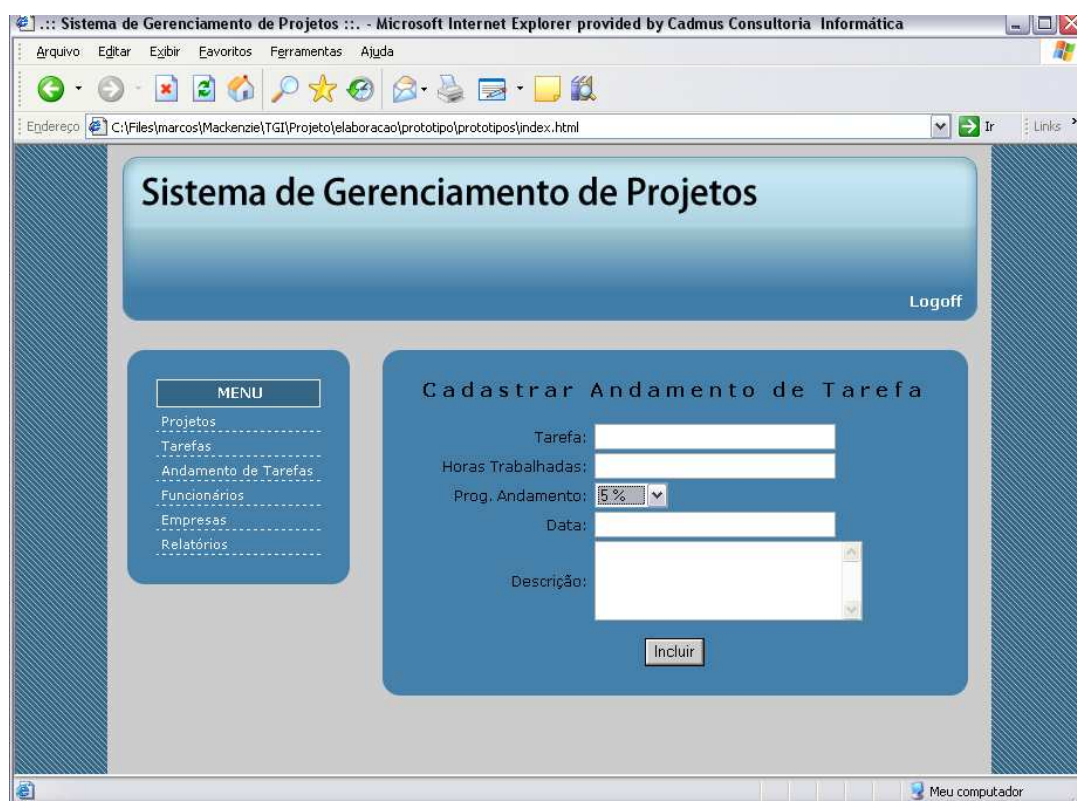 .:: Sistema de Gerenciamento de Projetos ::. - Microsoft Internet Explorer provided by Cadmus Consultoria Informática
Arquivo Editar Exibir Favoritos Ferramentas Ajuda
Endereço C:\Files\marcos\Mackenzie\TGI\Projeto\elaboracao\prototipo\prototipos\index.html Ir Links
Sistema de Gerenciamento de Projetos
Logoff
MENU
Projetos
Tarefas
Andamento de Tarefas
Funcionários
Empresas
Relatórios
Cadastrar Andamento de Tarefa
Tarefa:
Horas Trabalhadas:
Prog. Andamento: 5 %
Data:
Descrição:
Incluir
Meu computador